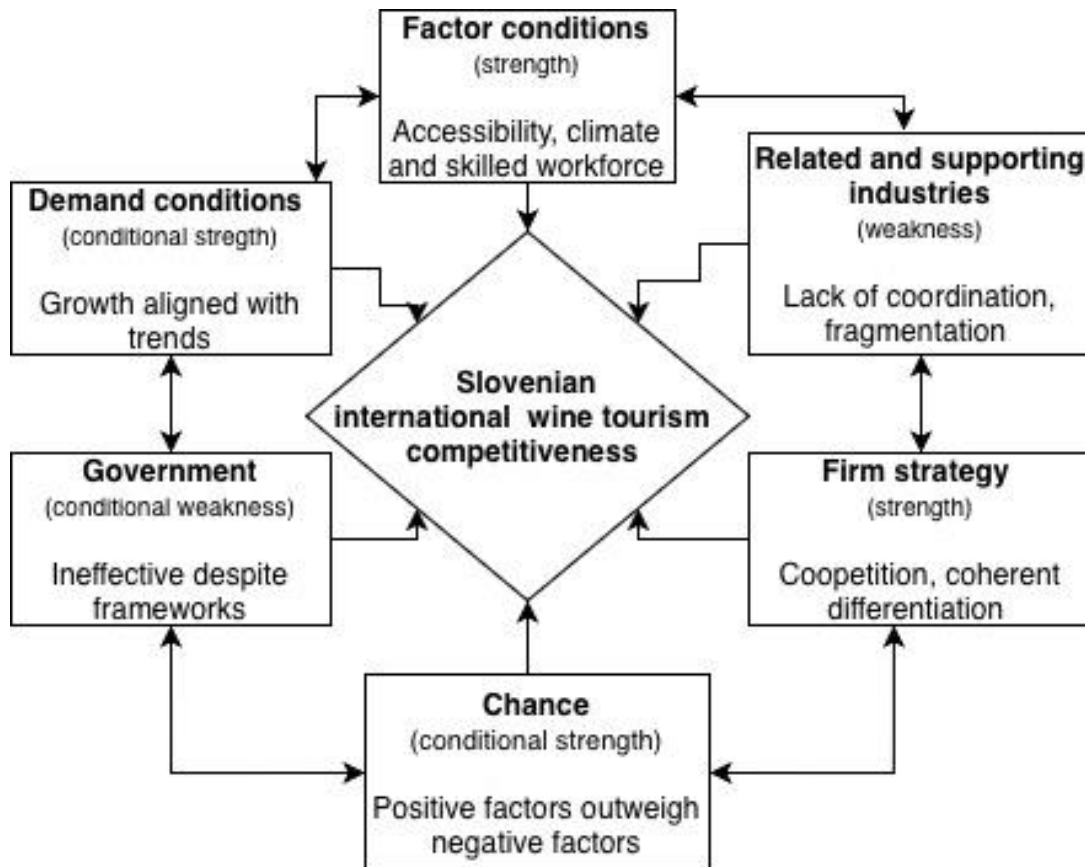 Factor conditions
(strength)
Accessibility, climate
and skilled workforce
Demand conditions
(conditional stregth)
Growth aligned with
trends
Related and supporting
industries
(weakness)
Lack of coordination,
fragmentation
Slovenian
international wine tourism
competitiveness
Government
(conditional weakness)
Ineffective despite
frameworks
Firm strategy
(strength)
Coopetition, coherent
differentiation
Chance
(conditional strength)
Positive factors outweigh
negative factors